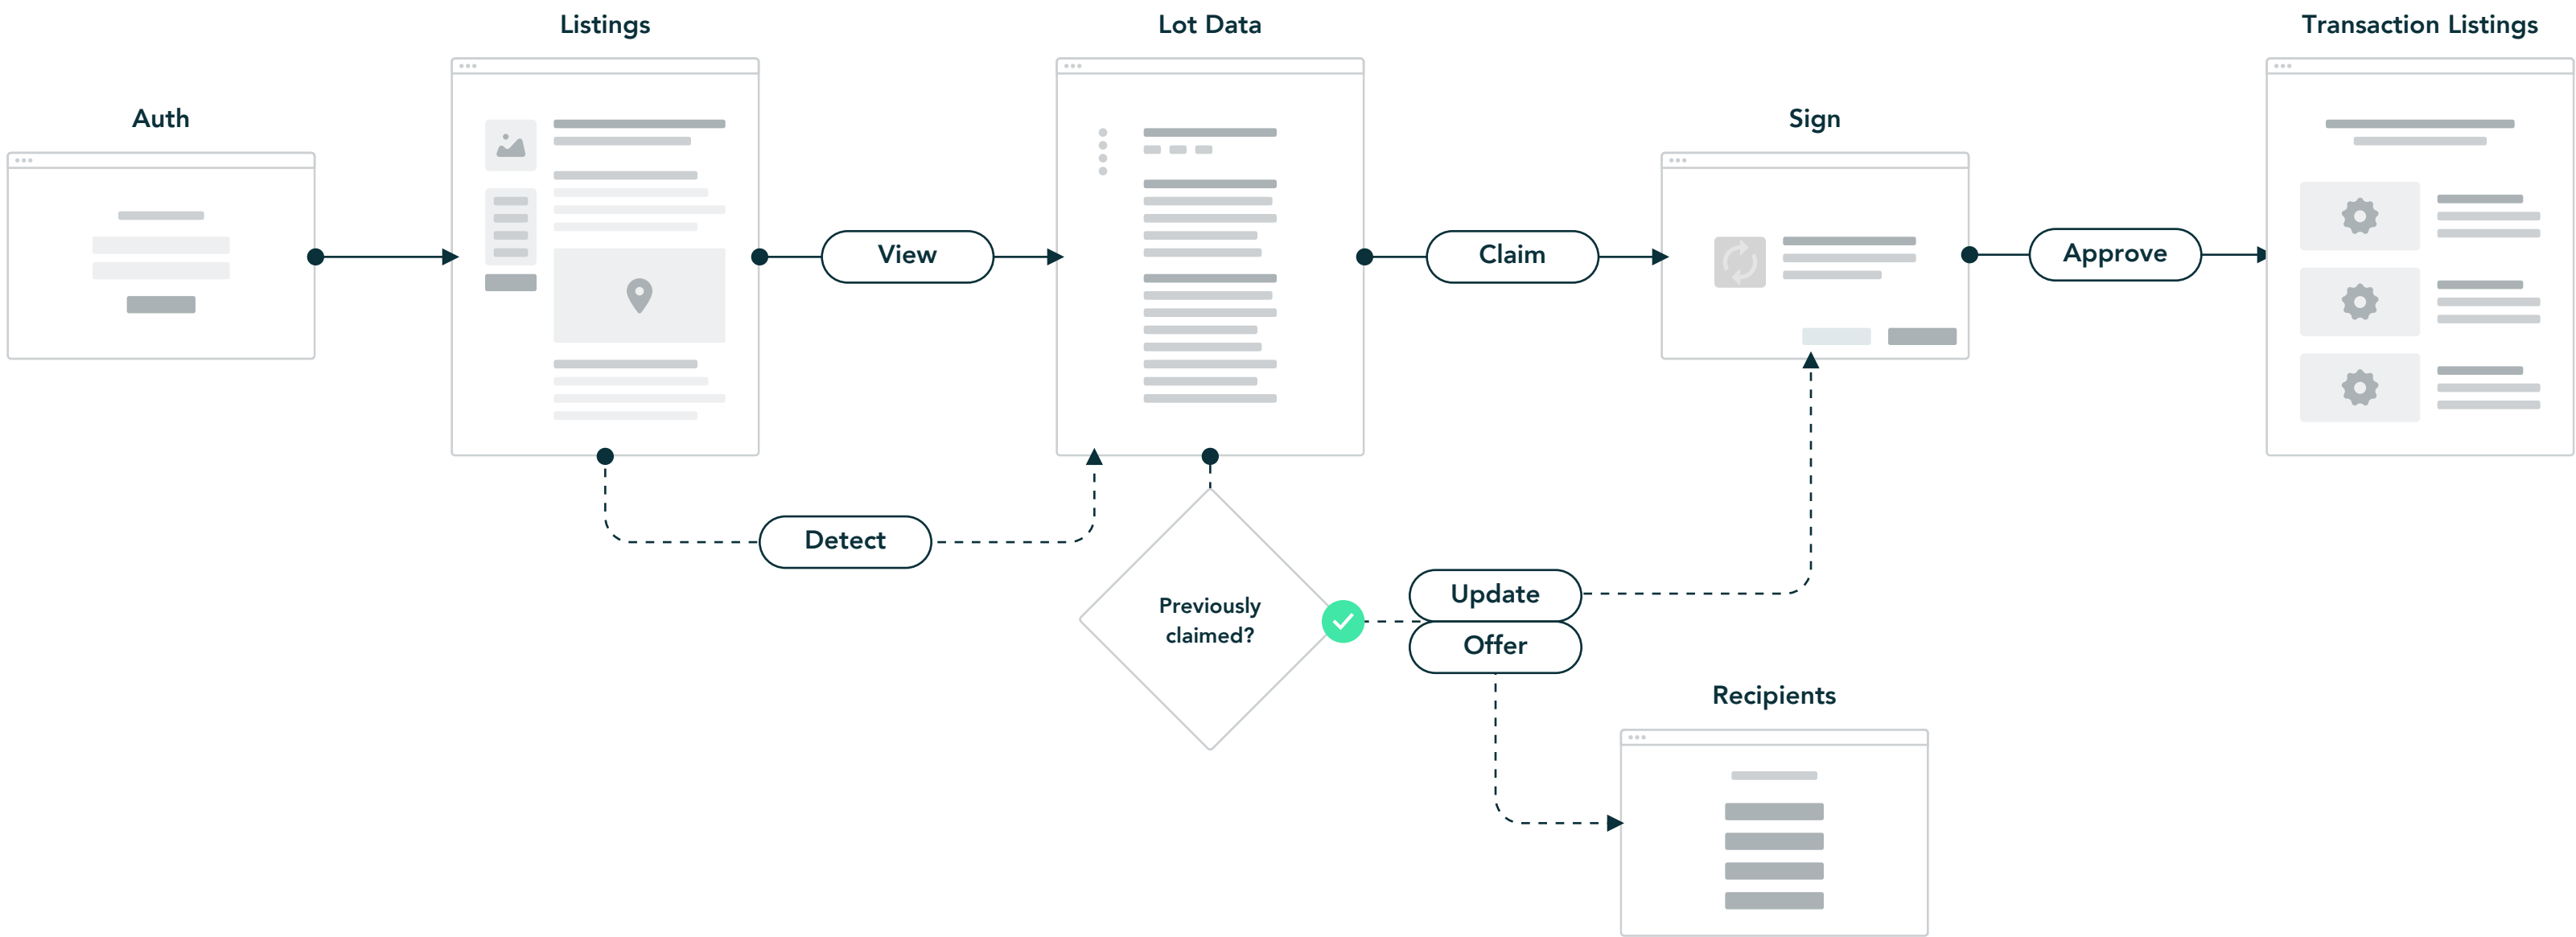 Listings
Lot Data
Transaction Listings
Auth
Sign
View
Claim
Approve
Detect
Previously
claimed?
Update
Offer
Recipients